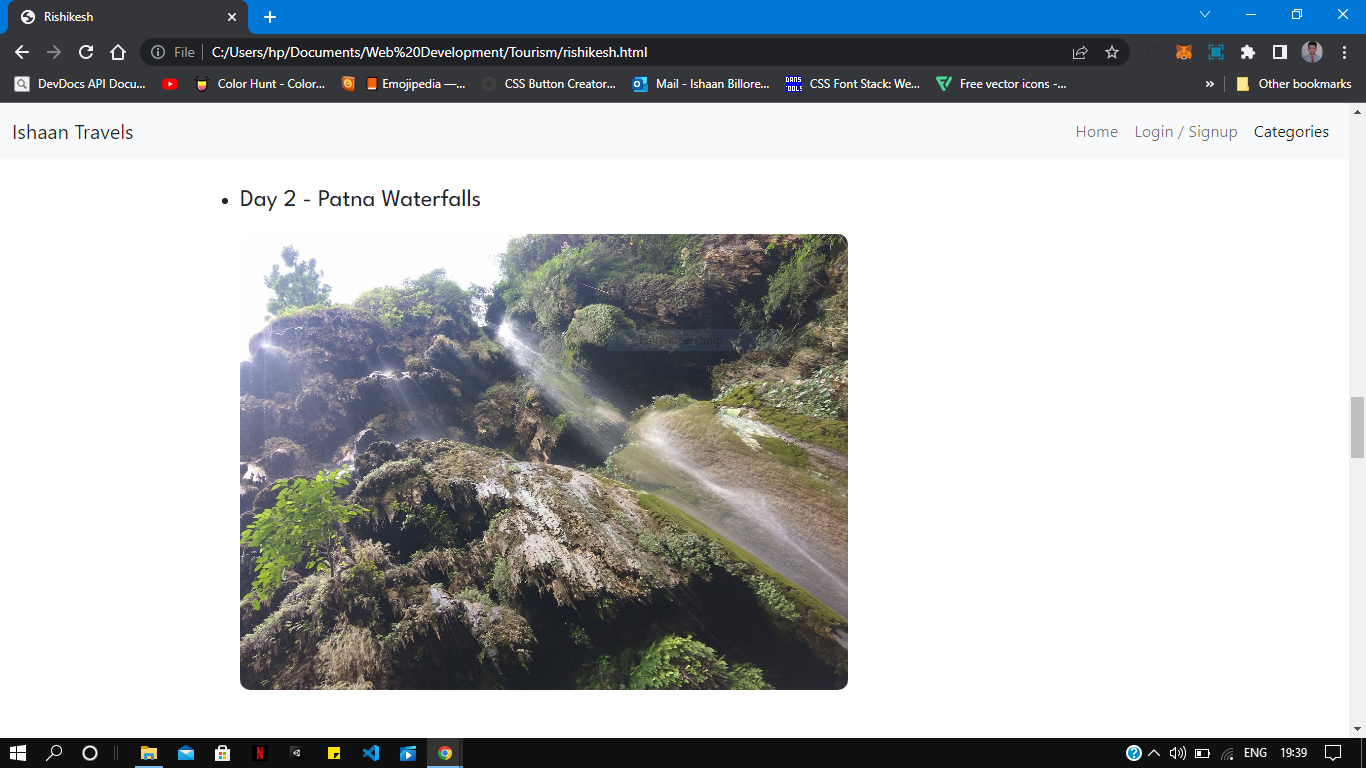 Rishikesh
File
C:/Users/hp/Documents/Web%20Development/Tourism/rishikesh.html
DevDocs API Docu...
Color Hunt - Color...
Emojipedia —...
CSS Button Creator...
Mail - Ishaan Billore...
DANS TOOLS
CSS Font Stack: We...
Free vector icons -...
»
Other bookmarks
Ishaan Travels
Home
Login / Signup
Categories
• Day 2 - Patna Waterfalls
ENG
19:39